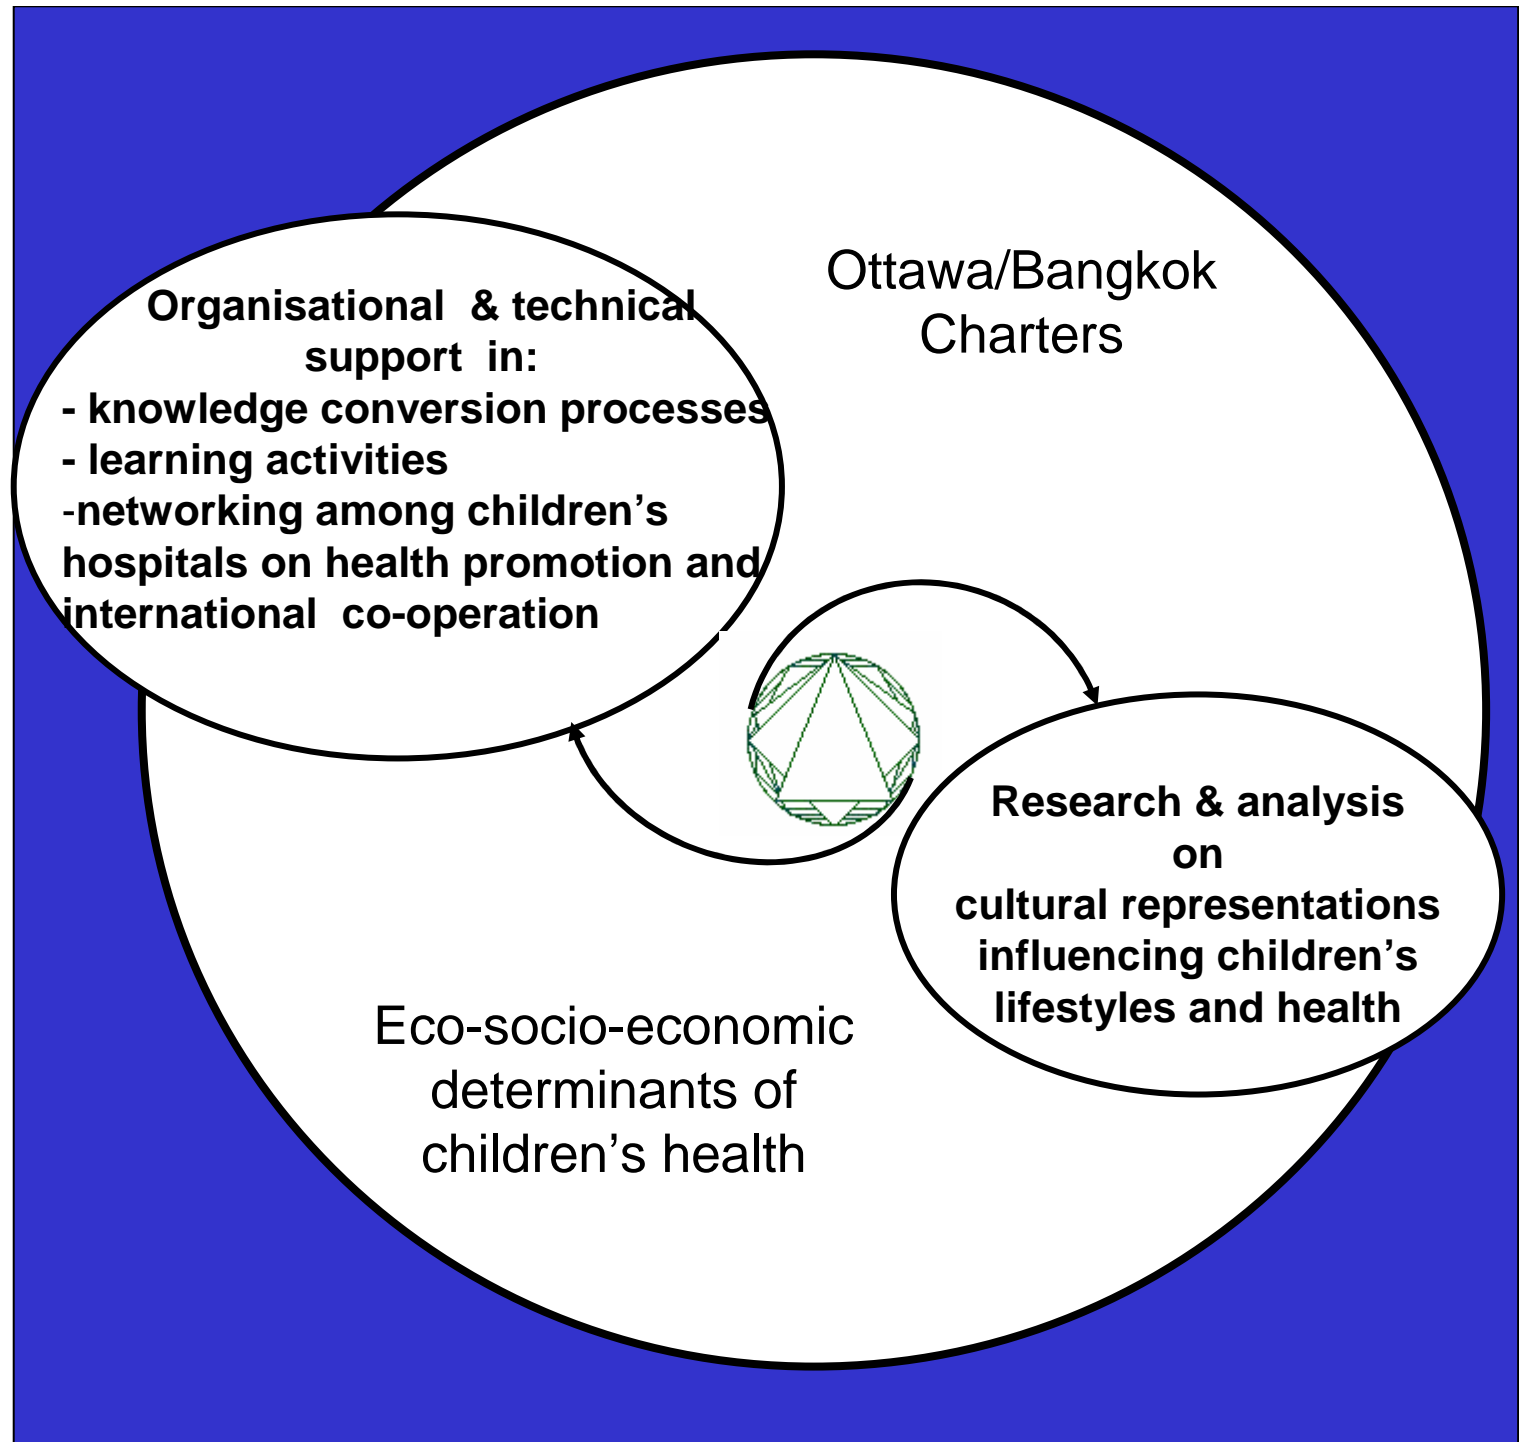 Ottawa/Bangkok
Charters
Organisational & technical
support in:
- knowledge conversion processes
- learning activities
-networking among children’s
hospitals on health promotion and
international co-operation
Research & analysis
on
cultural representations
influencing children’s
lifestyles and health
Eco-socio-economic
determinants of
children’s health